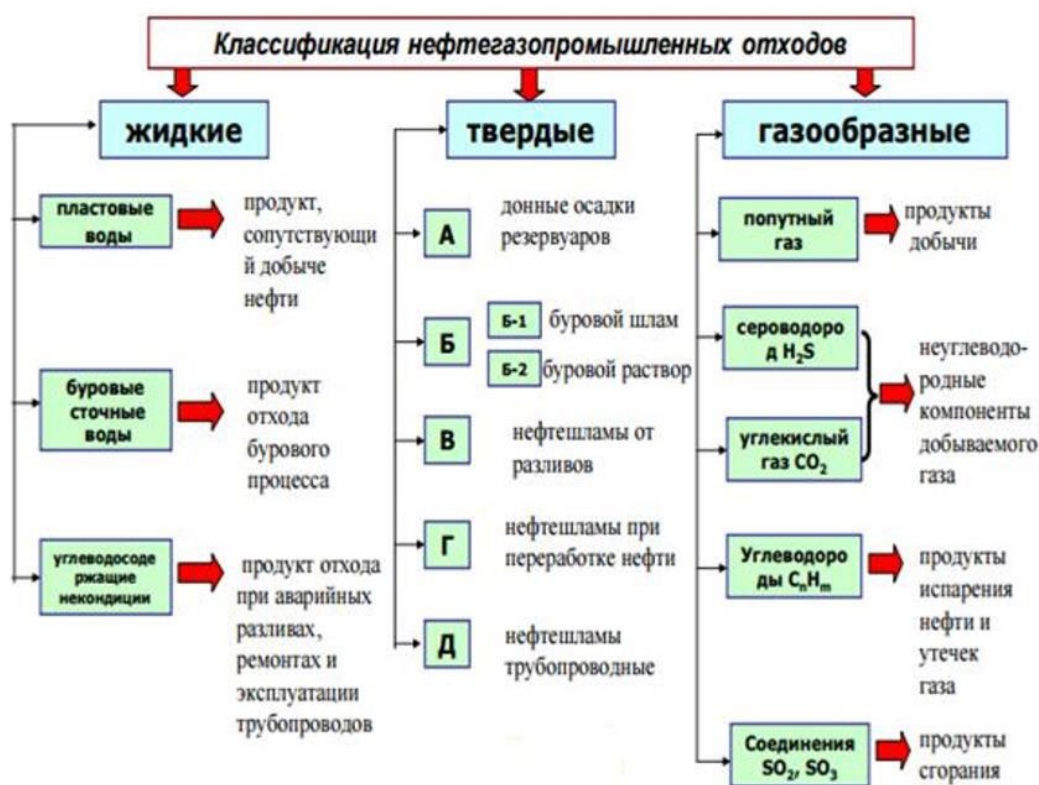 Классификация нефтегазопромышленных отходов
жидкие
пластовые
воды
продукт,
сопутствующи
й добыче
нефти
буровые
сточные
воды
продукт
отхода
бурового
процесса
углеводосоде
ржащие
некондиции
продукт отхода
при аварийных
разливах,
ремонтах и
эксплуатации
трубопроводов
твердые
А
донные осадки
резервуаров
Б
Б-1 буровой шлам
Б-2 буровой раствор
В
нефтешламы от
разливов
Г
нефтешламы при
переработке нефти
Д
нефтешламы
трубопроводные
газообразные
попутный
газ
продукты
добычи
сероводоро
д H₂S
углекислый
газ CO₂
неуглеводо-
родные
компоненты
добываемого
газа
Углеводоро
ды CₙHₘ
продукты
испарения
нефти и
утечек
газа
Соединения
SO₂, SO₃
продукты
сгорания